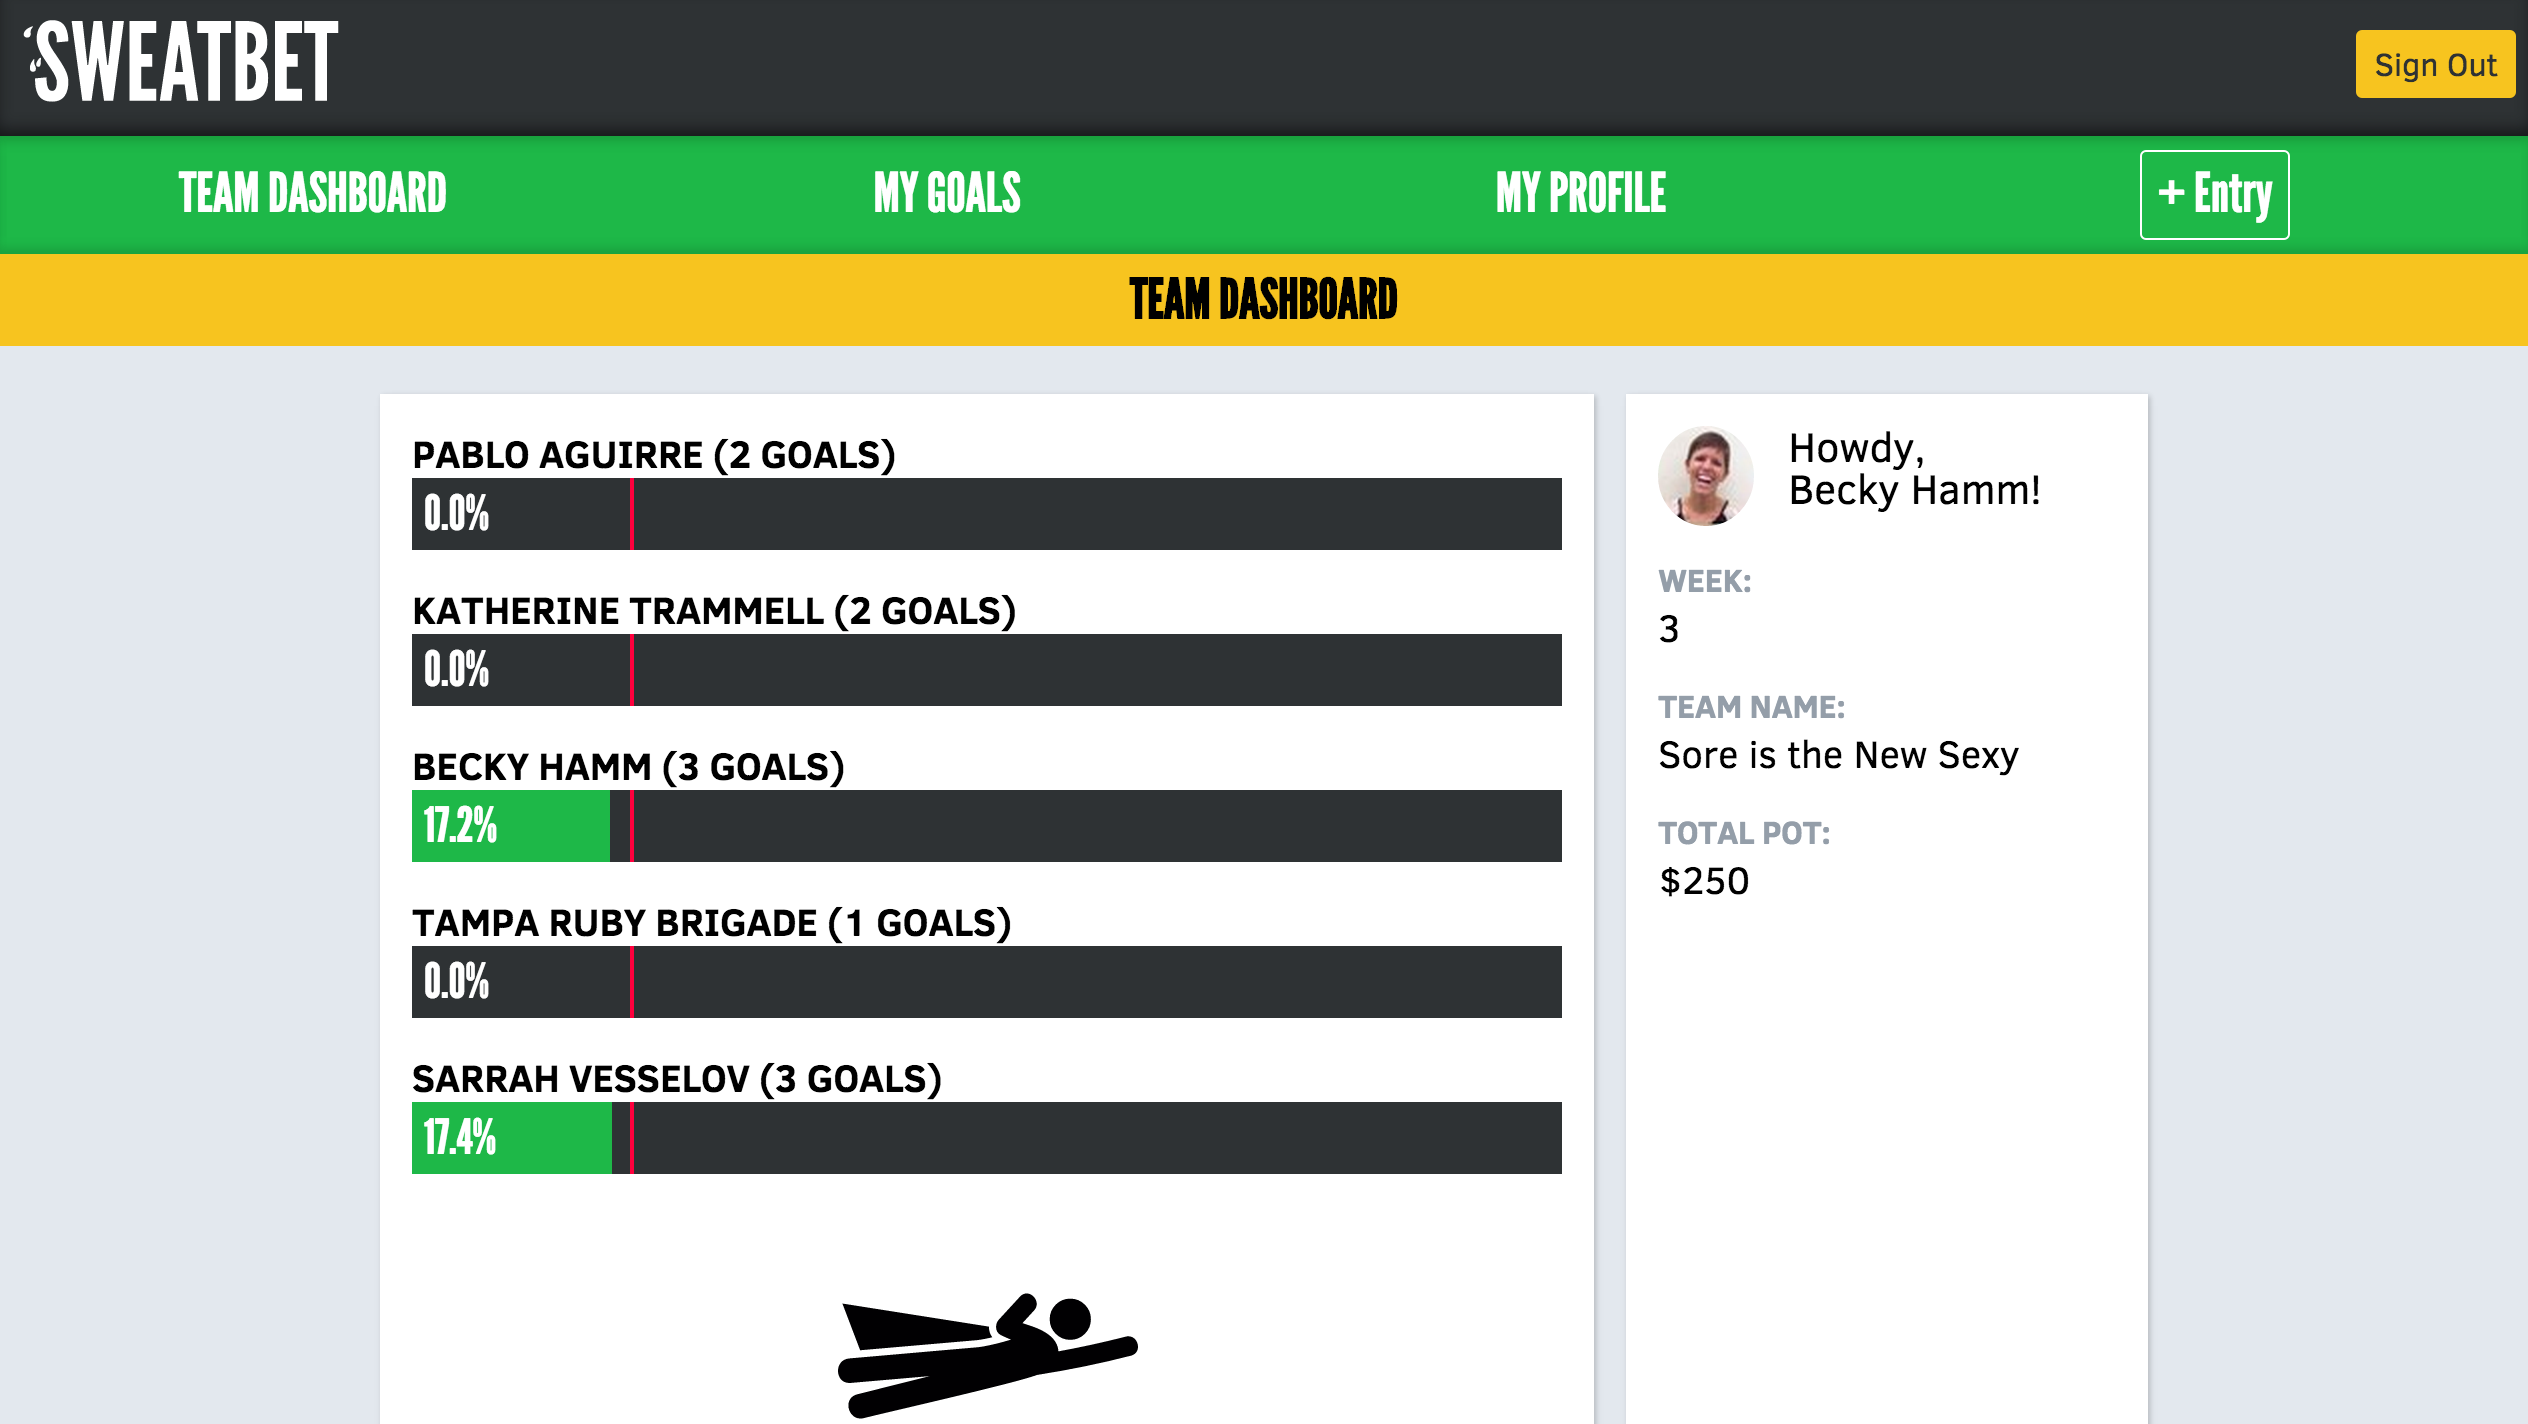 SWEATBET
Sign Out
TEAM DASHBOARD
MY GOALS
MY PROFILE
+ Entry
TEAM DASHBOARD
PABLO AGUIRRE (2 GOALS)
0.0%
KATHERINE TRAMMELL (2 GOALS)
0.0%
BECKY HAMM (3 GOALS)
17.2%
TAMPA RUBY BRIGADE (1 GOALS)
0.0%
SARRAH VESSELOV (3 GOALS)
17.4%
Howdy,
Becky Hamm!
WEEK:
3
TEAM NAME:
Sore is the New Sexy
TOTAL POT:
$250